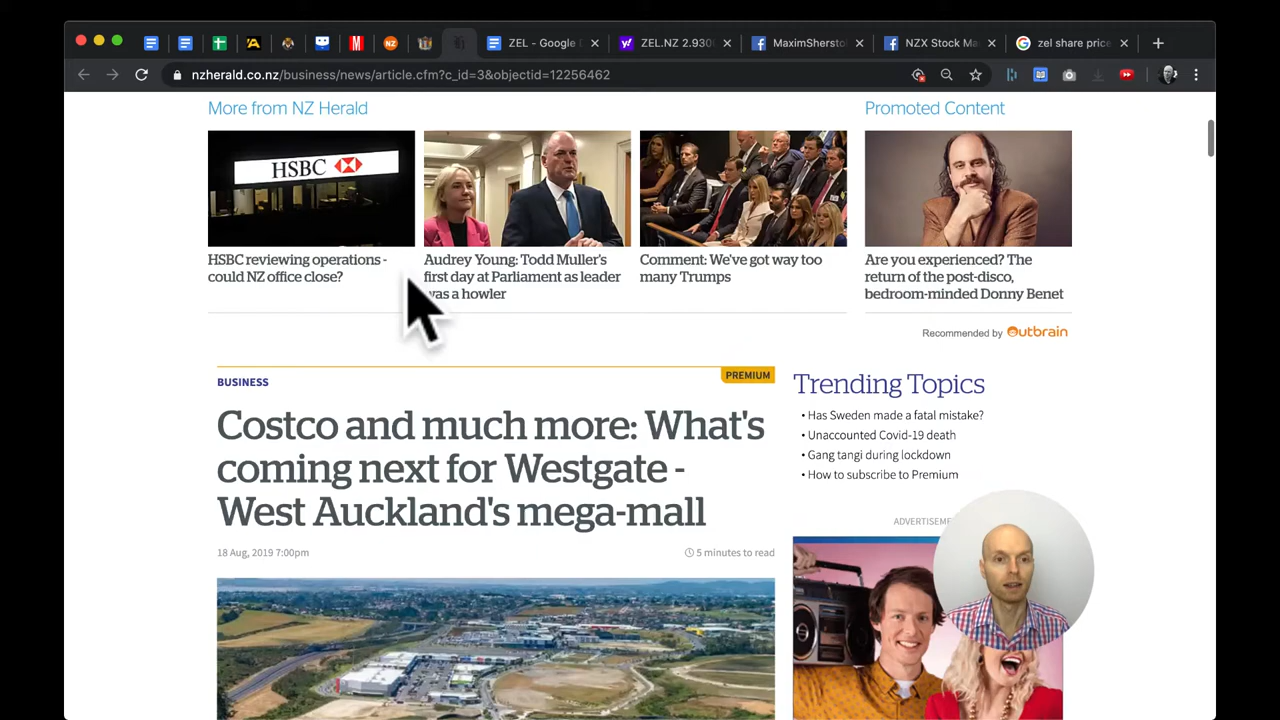 ZEL - Google
ZEL.NZ 2.930
MaximSherst
NZX Stock Ma
zel share price
nzherald.co.nz/business/news/article.cfm?c_id=3&objectid=12256462
More from NZ Herald
Promoted Content
HSBC
HSBC reviewing operations -
could NZ office close?
Audrey Young: Todd Muller's
first day at Parliament as leader
was a howler
Comment: We've got way too
many Trumps
Are you experienced? The
return of the post-disco,
bedroom-minded Donny Benet
Recommended by Outbrain
BUSINESS
PREMIUM
Costco and much more: What's
coming next for Westgate -
West Auckland's mega-mall
18 Aug, 2019 7:00pm
5 minutes to read
Trending Topics
• Has Sweden made a fatal mistake?
• Unaccounted Covid-19 death
• Gang tangi during lockdown
• How to subscribe to Premium
ADVERTISEM